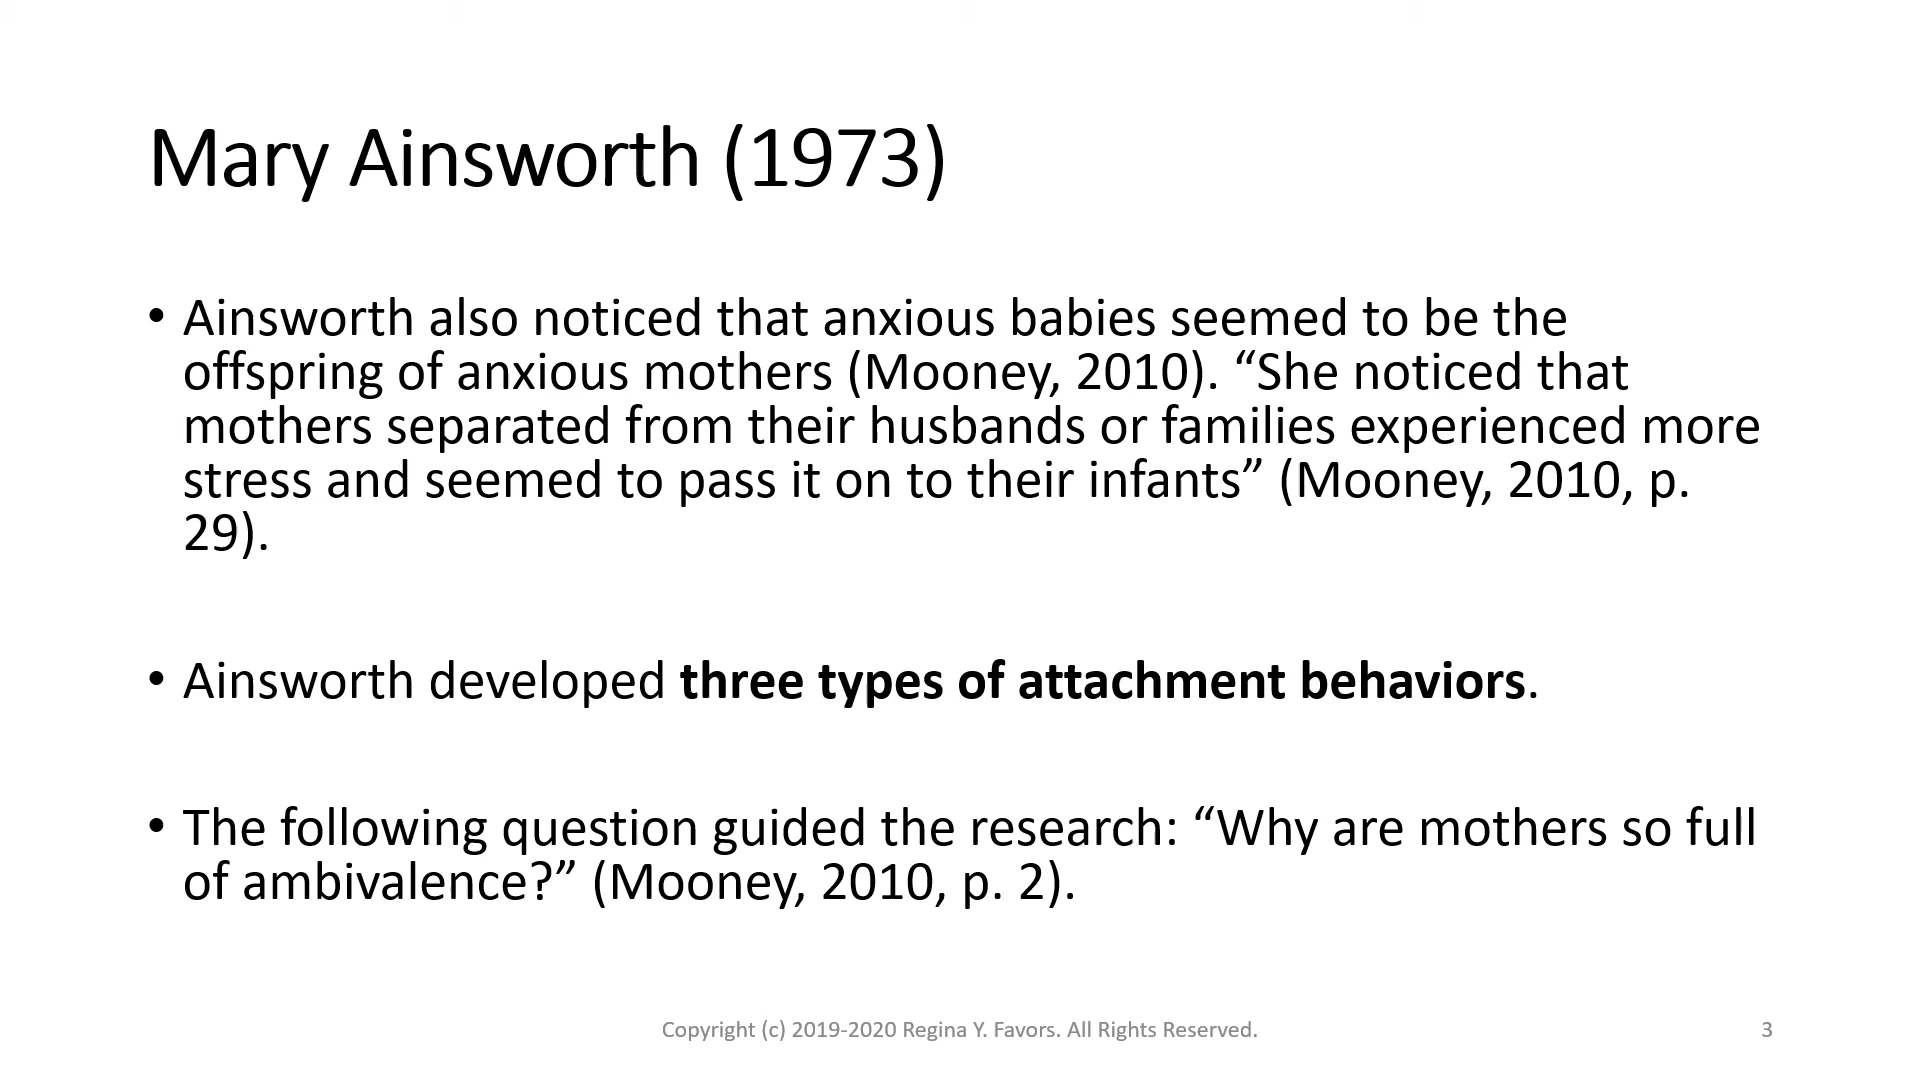 Mary Ainsworth (1973)
• Ainsworth also noticed that anxious babies seemed to be the
offspring of anxious mothers (Mooney, 2010). “She noticed that
mothers separated from their husbands or families experienced more
stress and seemed to pass it on to their infants” (Mooney, 2010, p.
29).
• Ainsworth developed three types of attachment behaviors.
• The following question guided the research: “Why are mothers so full
of ambivalence?” (Mooney, 2010, p. 2).
Copyright (c) 2019-2020 Regina Y. Favors. All Rights Reserved.
3